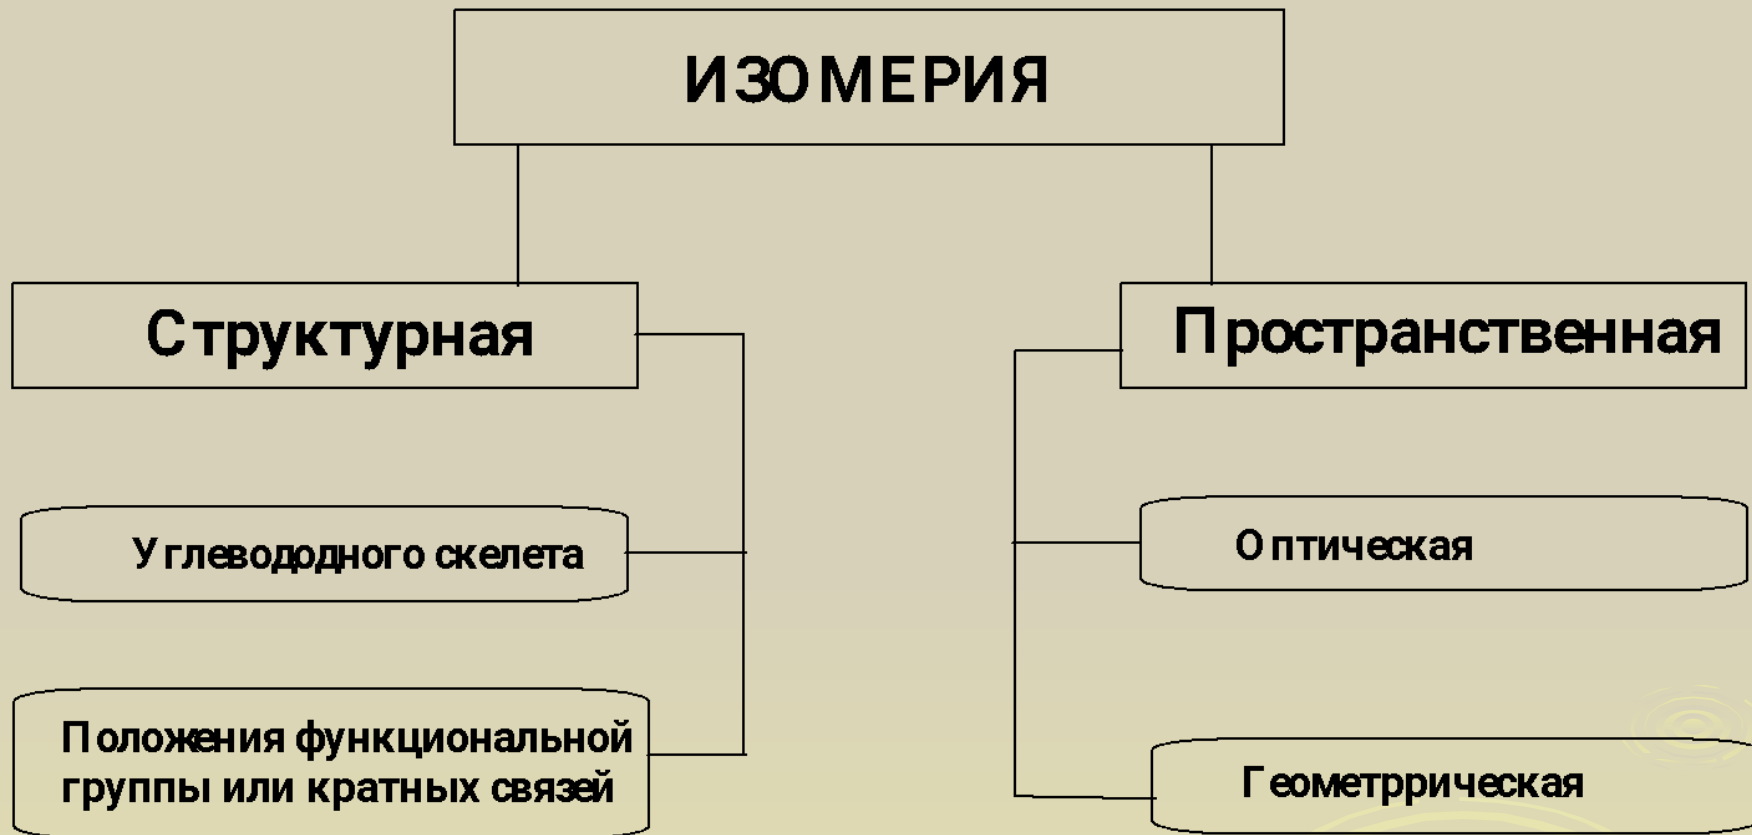 ИЗОМЕРИЯ
Структурная
Пространственная
Углевододного скелета
Оптическая
Положения функциональной
группы или кратных связей
Геометррическая